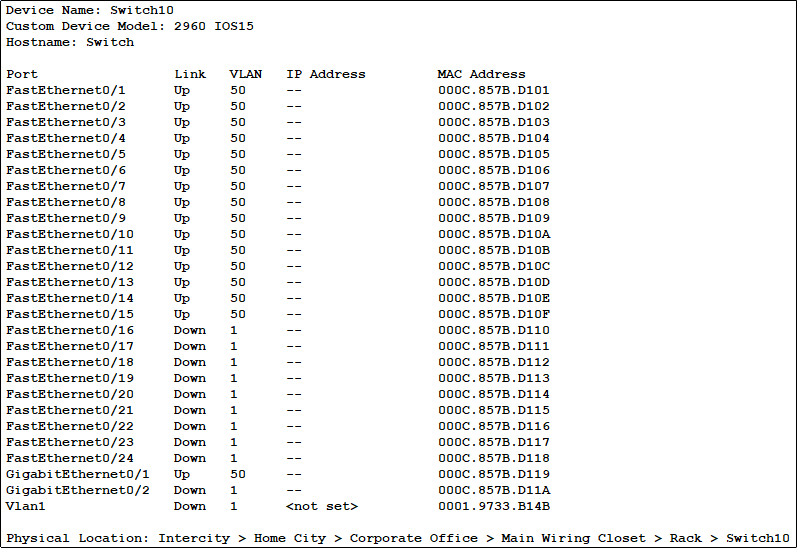 Device Name: Switch10
Custom Device Model: 2960 IOS15
Hostname: Switch
Port Link VLAN IP Address MAC Address
FastEthernet0/1 Up 50 -- 000C.857B.D101
FastEthernet0/2 Up 50 -- 000C.857B.D102
FastEthernet0/3 Up 50 -- 000C.857B.D103
FastEthernet0/4 Up 50 -- 000C.857B.D104
FastEthernet0/5 Up 50 -- 000C.857B.D105
FastEthernet0/6 Up 50 -- 000C.857B.D106
FastEthernet0/7 Up 50 -- 000C.857B.D107
FastEthernet0/8 Up 50 -- 000C.857B.D108
FastEthernet0/9 Up 50 -- 000C.857B.D109
FastEthernet0/10 Up 50 -- 000C.857B.D10A
FastEthernet0/11 Up 50 -- 000C.857B.D10B
FastEthernet0/12 Up 50 -- 000C.857B.D10C
FastEthernet0/13 Up 50 -- 000C.857B.D10D
FastEthernet0/14 Up 50 -- 000C.857B.D10E
FastEthernet0/15 Up 50 -- 000C.857B.D10F
FastEthernet0/16 Down 1 -- 000C.857B.D110
FastEthernet0/17 Down 1 -- 000C.857B.D111
FastEthernet0/18 Down 1 -- 000C.857B.D112
FastEthernet0/19 Down 1 -- 000C.857B.D113
FastEthernet0/20 Down 1 -- 000C.857B.D114
FastEthernet0/21 Down 1 -- 000C.857B.D115
FastEthernet0/22 Down 1 -- 000C.857B.D116
FastEthernet0/23 Down 1 -- 000C.857B.D117
FastEthernet0/24 Down 1 -- 000C.857B.D118
GigabitEthernet0/1 Up 50 -- 000C.857B.D119
GigabitEthernet0/2 Down 1 -- 000C.857B.D11A
Vlan1 Down 1 <not set> 0001.9733.B14B
Physical Location: Intercity > Home City > Corporate Office > Main Wiring Closet > Rack > Switch10